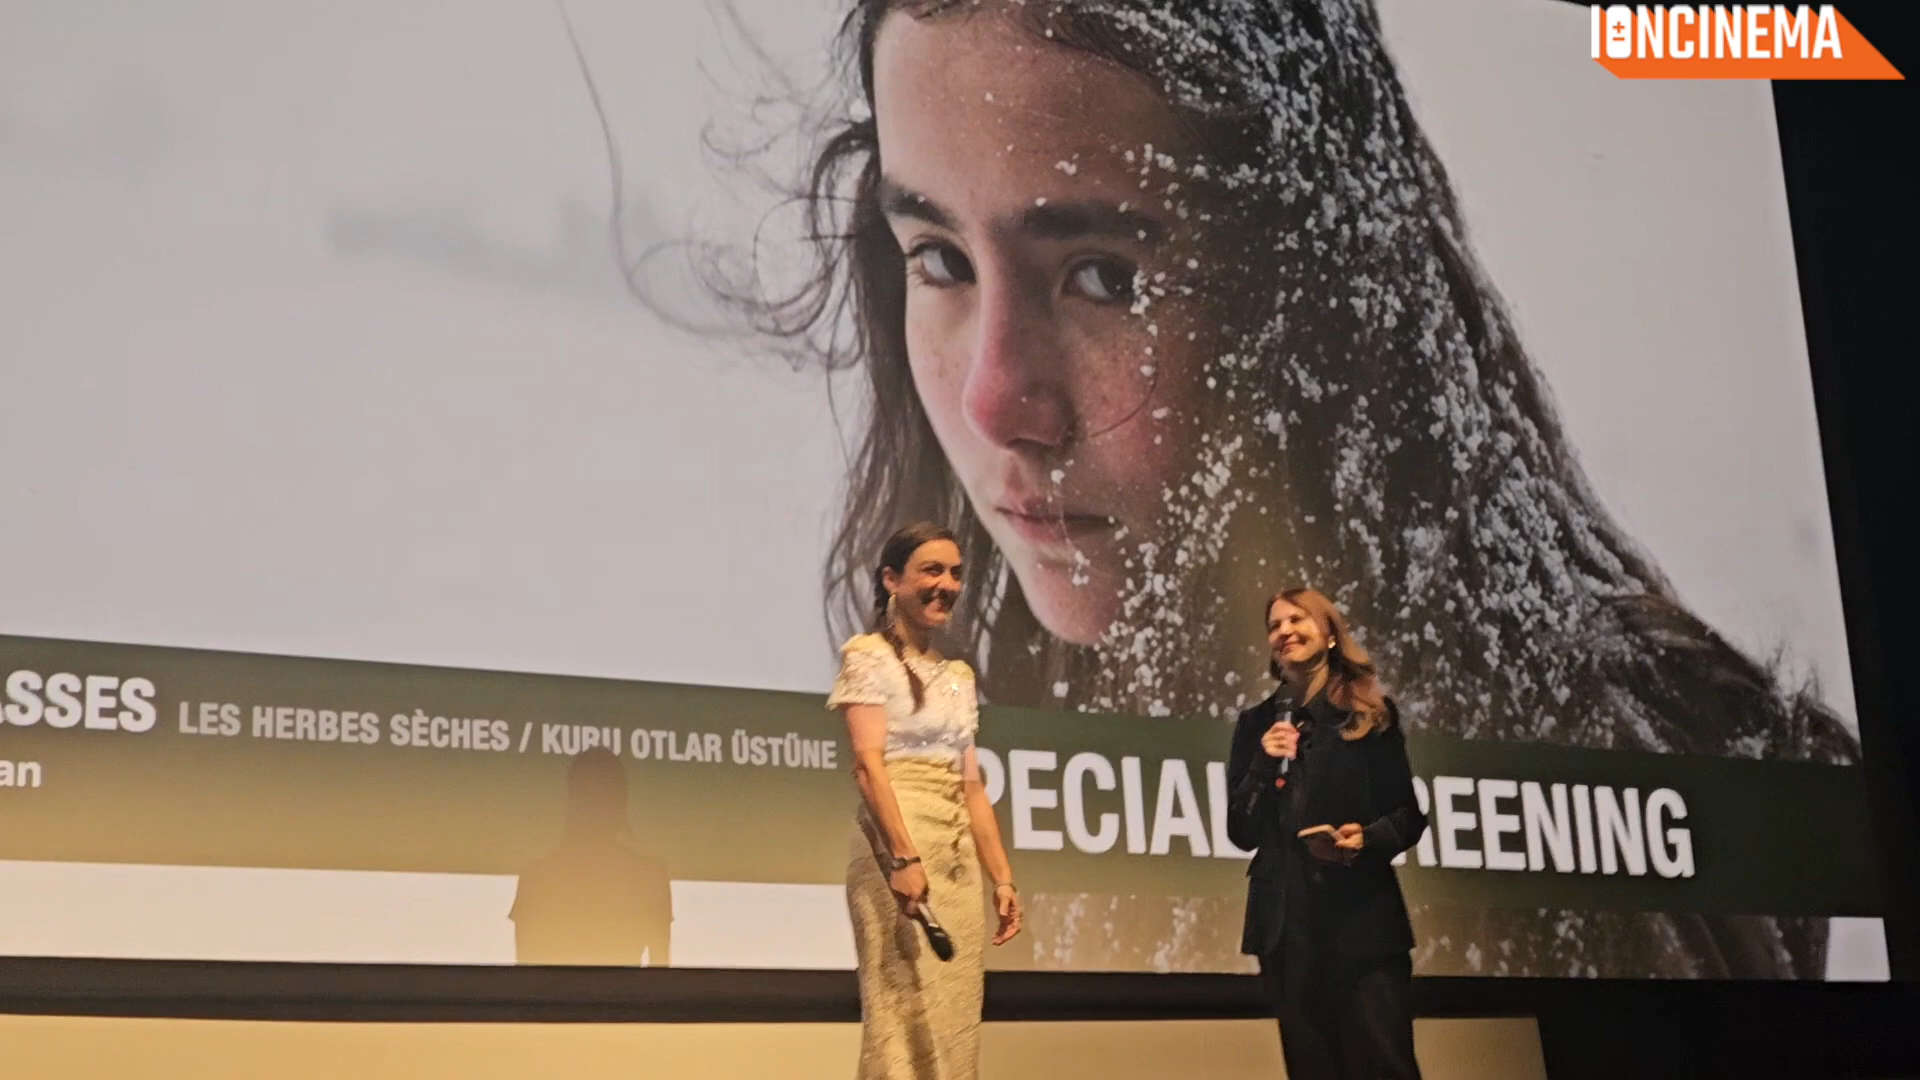 IONCINEMA
ASSES LES HERBES SÈCHES / KURU OTLAR ÜSTÜNE
an
PECIAL REENING